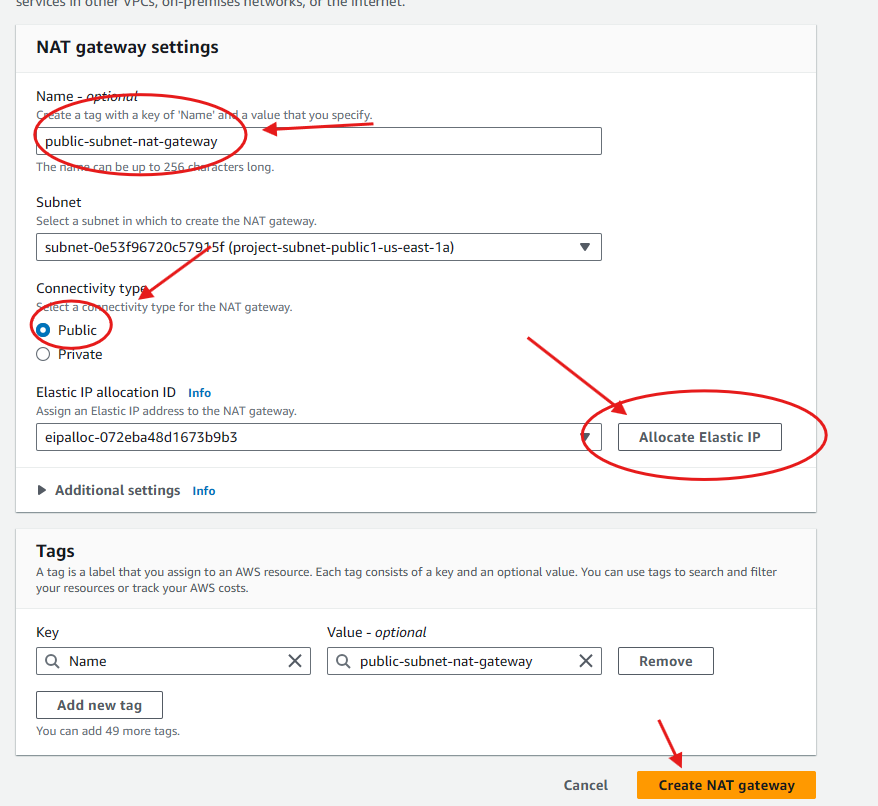 services in other VPCs, on-premises networks, or the Internet.
NAT gateway settings
Name - optional
Create a tag with a key of 'Name' and a value that you specify.
public-subnet-nat-gateway
The name can be up to 256 characters long.
Subnet
Select a subnet in which to create the NAT gateway.
subnet-0e53f96720c57915f (project-subnet-public1-us-east-1a)
Connectivity type
Select a connectivity type for the NAT gateway.
Public
Private
Elastic IP allocation ID Info
Assign an Elastic IP address to the NAT gateway.
eipalloc-072eba48d1673b9b3
Allocate Elastic IP
Additional settings Info
Tags
A tag is a label that you assign to an AWS resource. Each tag consists of a key and an optional value. You can use tags to search and filter
your resources or track your AWS costs.
Key
Value - optional
Name
public-subnet-nat-gateway
Remove
Add new tag
You can add 49 more tags.
Cancel
Create NAT gateway